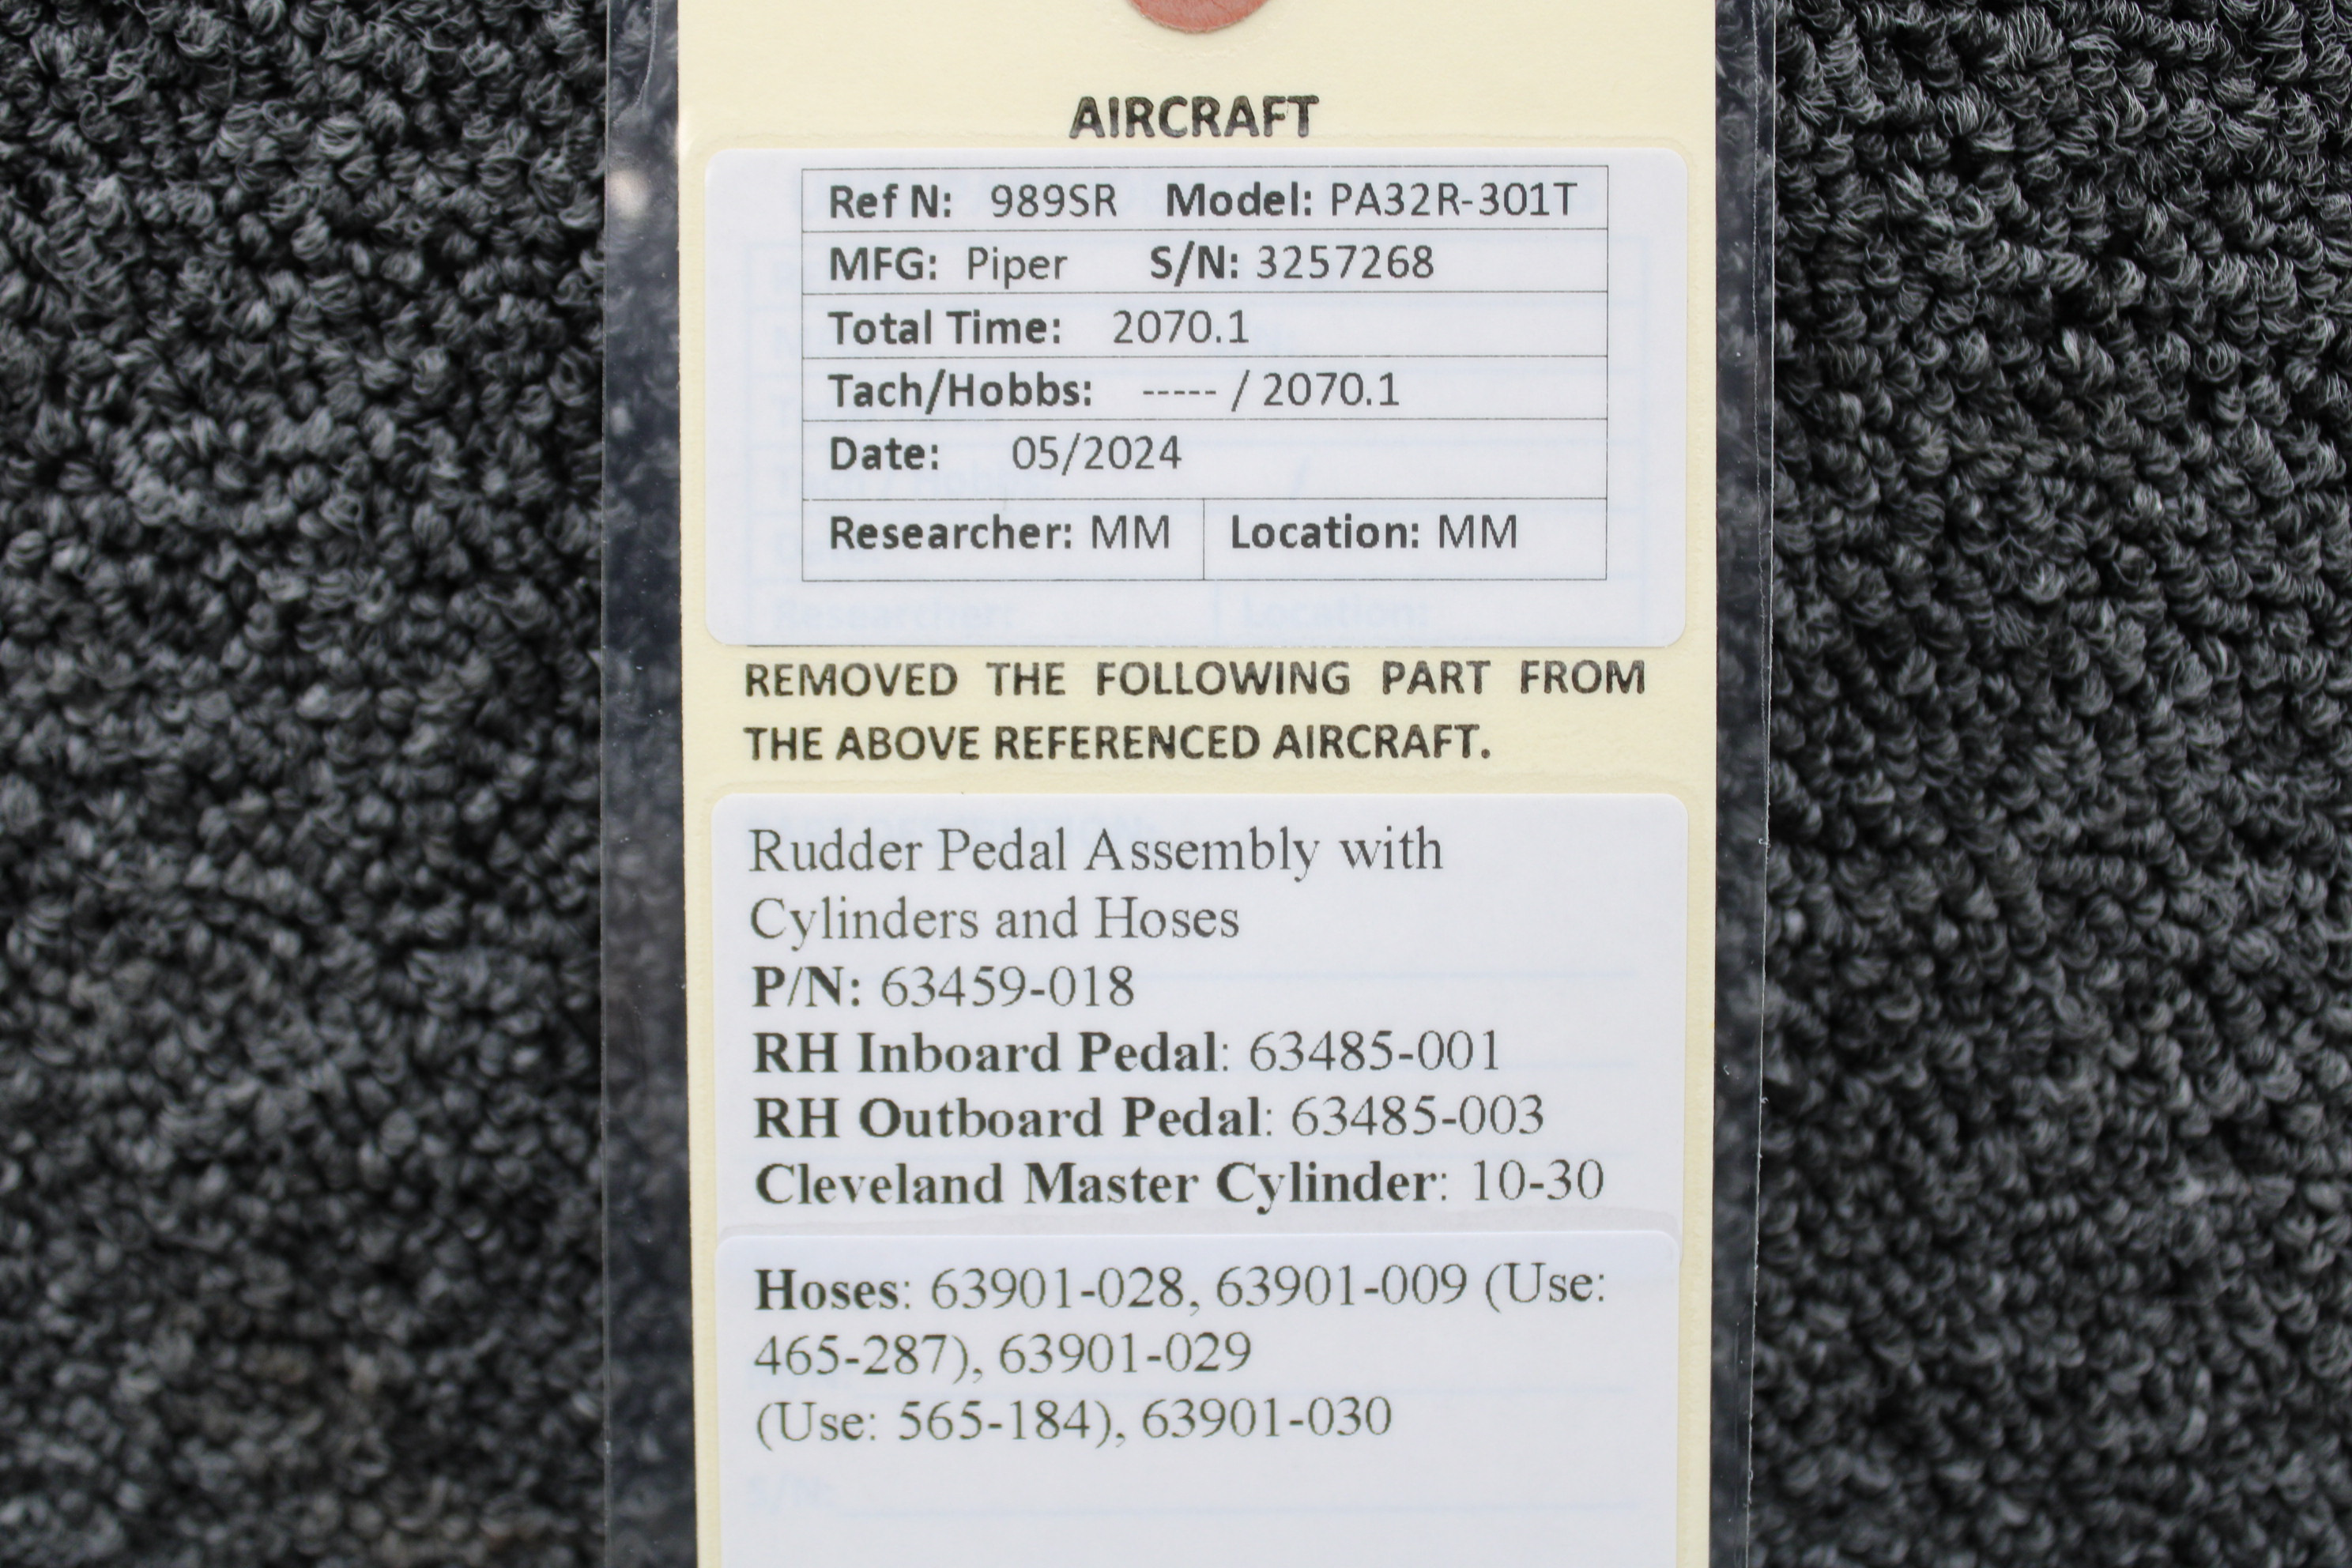 AIRCRAFT
Ref N: 989SR Model: PA32R-301T
MFG: Piper S/N: 3257268
Total Time: 2070.1
Tach/Hobbs: ----- / 2070.1
Date: 05/2024
Researcher: MM Location: MM
Researcher: Location:
REMOVED THE FOLLOWING PART FROM
THE ABOVE REFERENCED AIRCRAFT.
Rudder Pedal Assembly with
Cylinders and Hoses
P/N: 63459-018
RH Inboard Pedal: 63485-001
RH Outboard Pedal: 63485-003
Cleveland Master Cylinder: 10-30
Hoses: 63901-028, 63901-009 (Use:
465-287), 63901-029
(Use: 565-184), 63901-030
S/N: